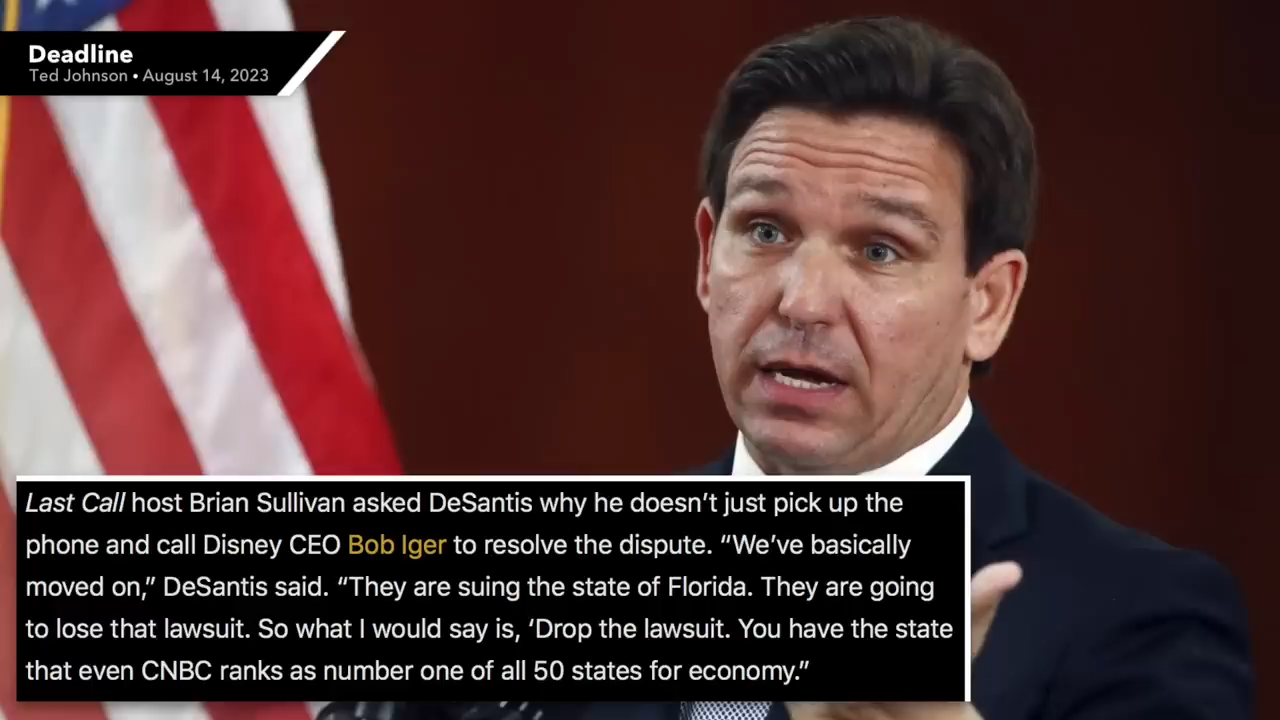 Deadline
Ted Johnson • August 14, 2023
Last Call host Brian Sullivan asked DeSantis why he doesn’t just pick up the
phone and call Disney CEO Bob Iger to resolve the dispute. “We’ve basically
moved on,” DeSantis said. “They are suing the state of Florida. They are going
to lose that lawsuit. So what I would say is, ‘Drop the lawsuit. You have the state
that even CNBC ranks as number one of all 50 states for economy.”